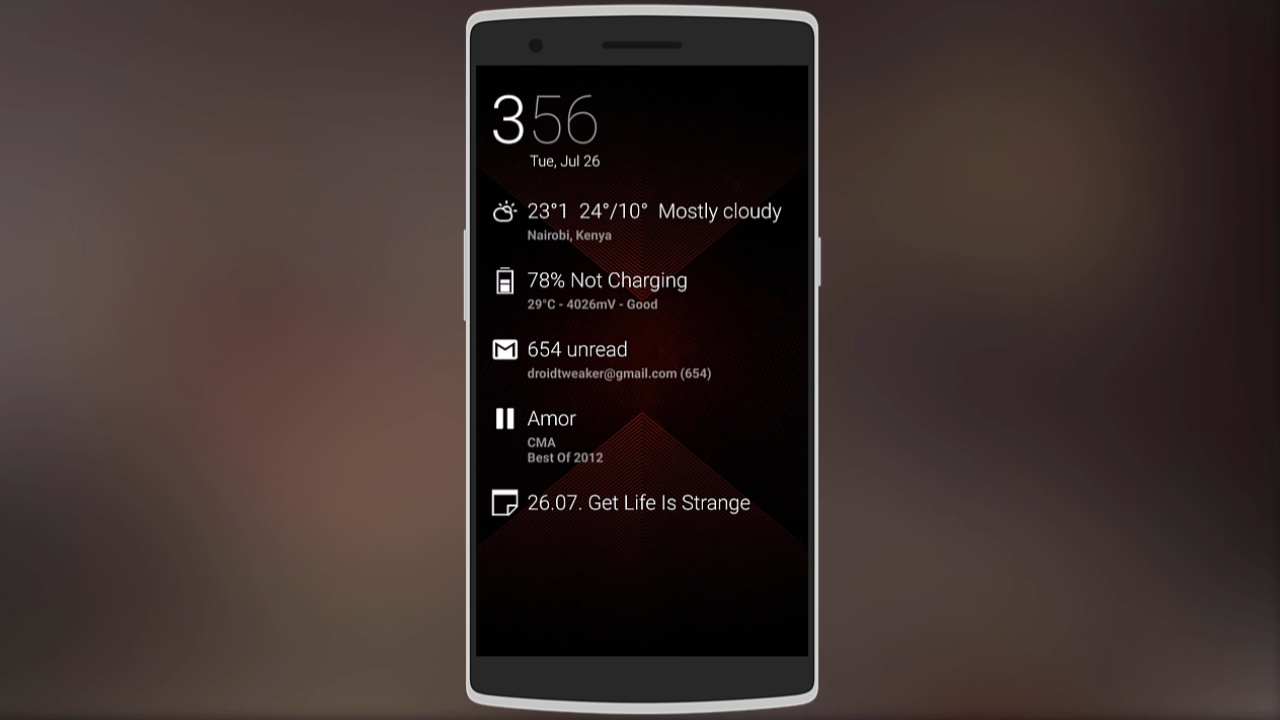 356
Tue, Jul 26
23°1 24°/10° Mostly cloudy
Nairobi, Kenya
78% Not Charging
29°C - 4026mV - Good
654 unread
droidtweaker@gmail.com (654)
Amor
CMA
Best Of 2012
26.07. Get Life Is Strange